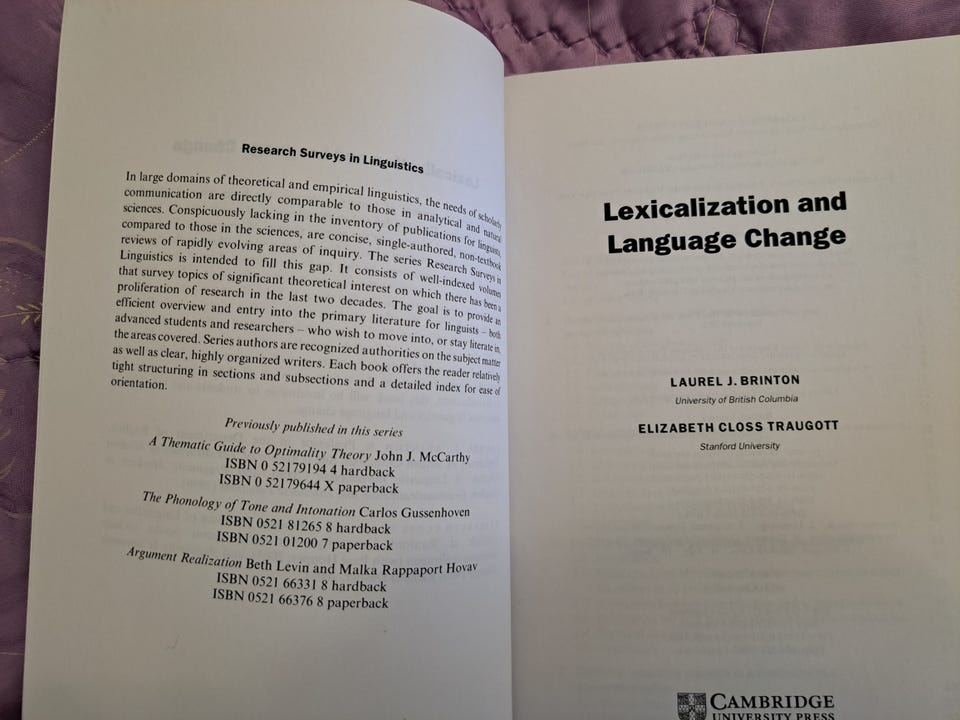 Research Surveys in Linguistics
In large domains of theoretical and empirical linguistics, the needs of scholarly
communication are directly comparable to those in analytical and natural
sciences. Conspicuously lacking in the inventory of publications for linguists,
compared to those in the sciences, are concise, single-authored, non-textbook
reviews of rapidly evolving areas of inquiry. The series Research Surveys in
Linguistics is intended to fill this gap. It consists of well-indexed volumes
that survey topics of significant theoretical interest on which there has been a
proliferation of research in the last two decades. The goal is to provide an
efficient overview and entry into the primary literature for linguists – both
advanced students and researchers – who wish to move into, or stay literate in,
the areas covered. Series authors are recognized authorities on the subject matter
as well as clear, highly organized writers. Each book offers the reader relatively
tight structuring in sections and subsections and a detailed index for ease of
orientation.
Previously published in this series
A Thematic Guide to Optimality Theory John J. McCarthy
ISBN 0 52179194 4 hardback
ISBN 0 52179644 X paperback
The Phonology of Tone and Intonation Carlos Gussenhoven
ISBN 0521 81265 8 hardback
ISBN 0521 01200 7 paperback
Argument Realization Beth Levin and Malka Rappaport Hovav
ISBN 0521 66331 8 hardback
ISBN 0521 66376 8 paperback
Lexicalization and
Language Change
LAUREL J. BRINTON
University of British Columbia
ELIZABETH CLOSS TRAUGOTT
Stanford University
CAMBRIDGE
UNIVERSITY PRESS